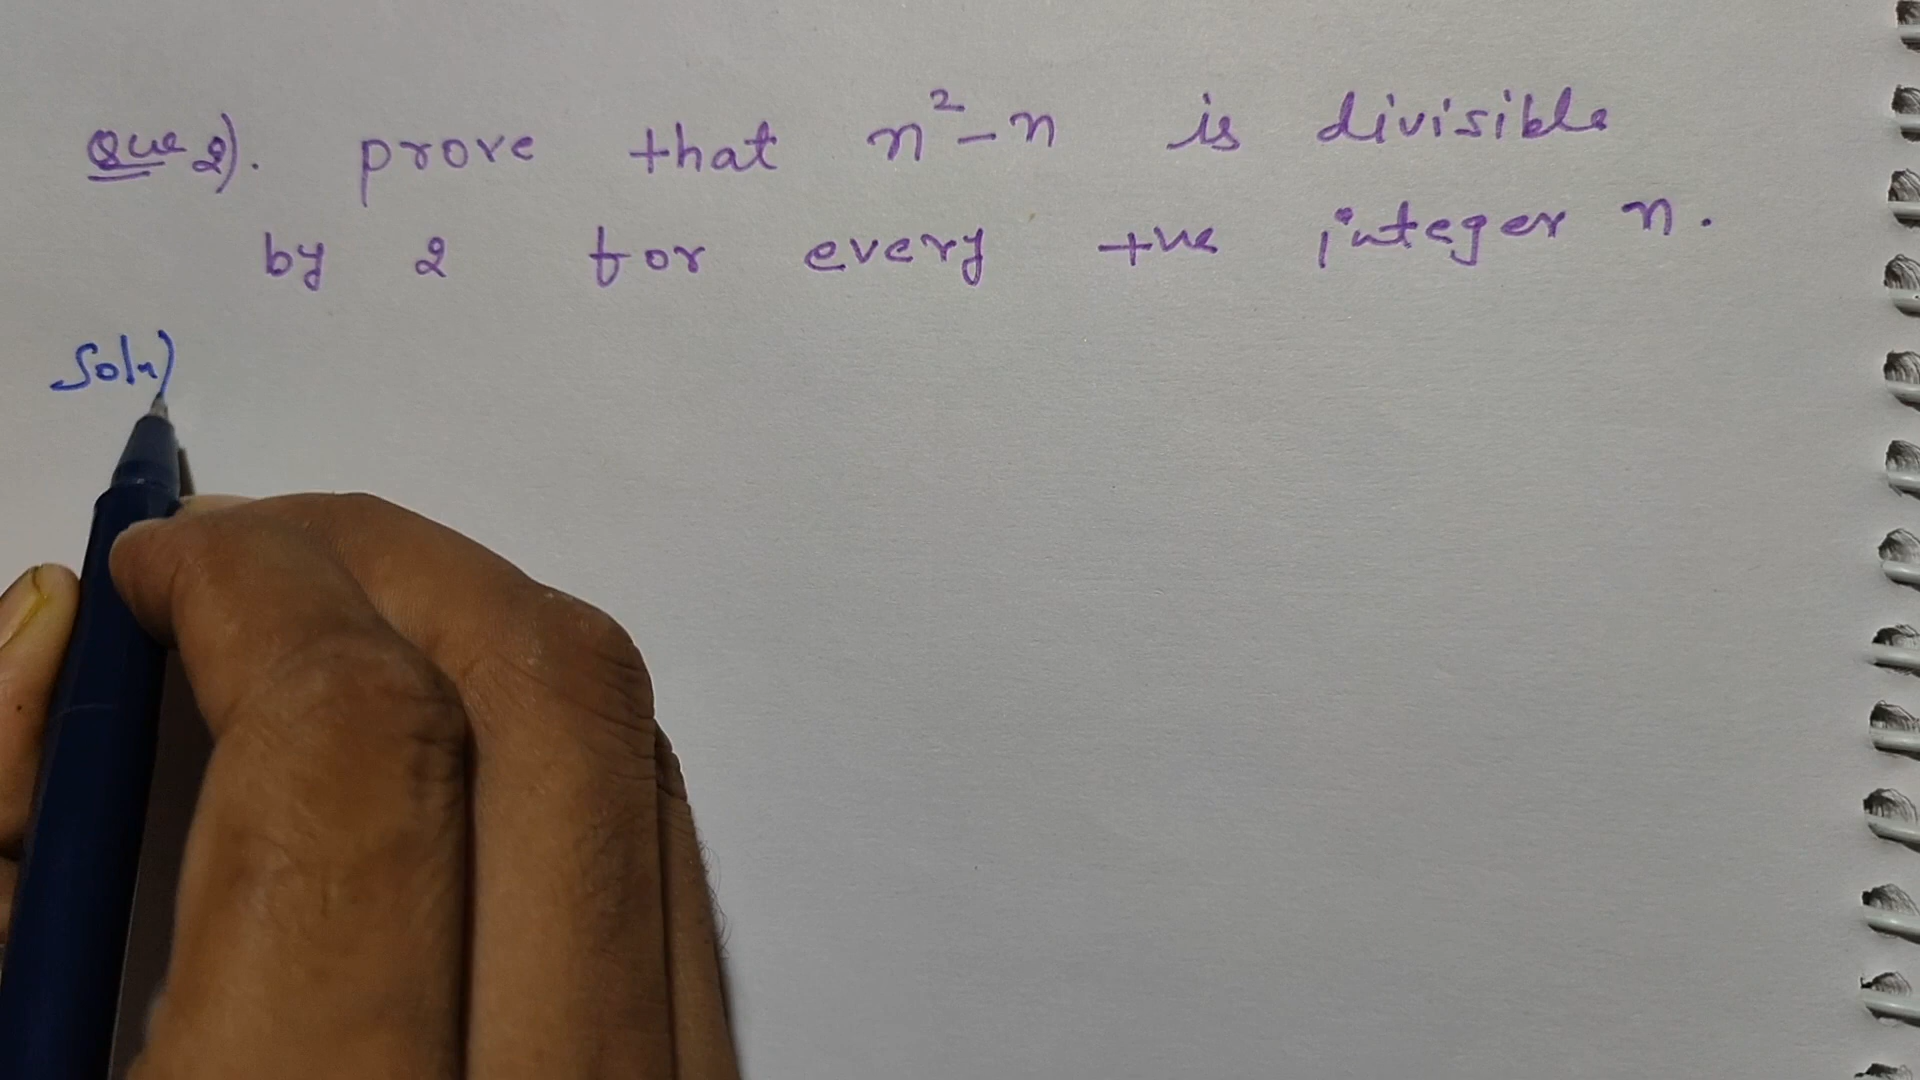 Que 2). prove that n² - n is divisible
by 2 for every +ve integer n.
Soln)